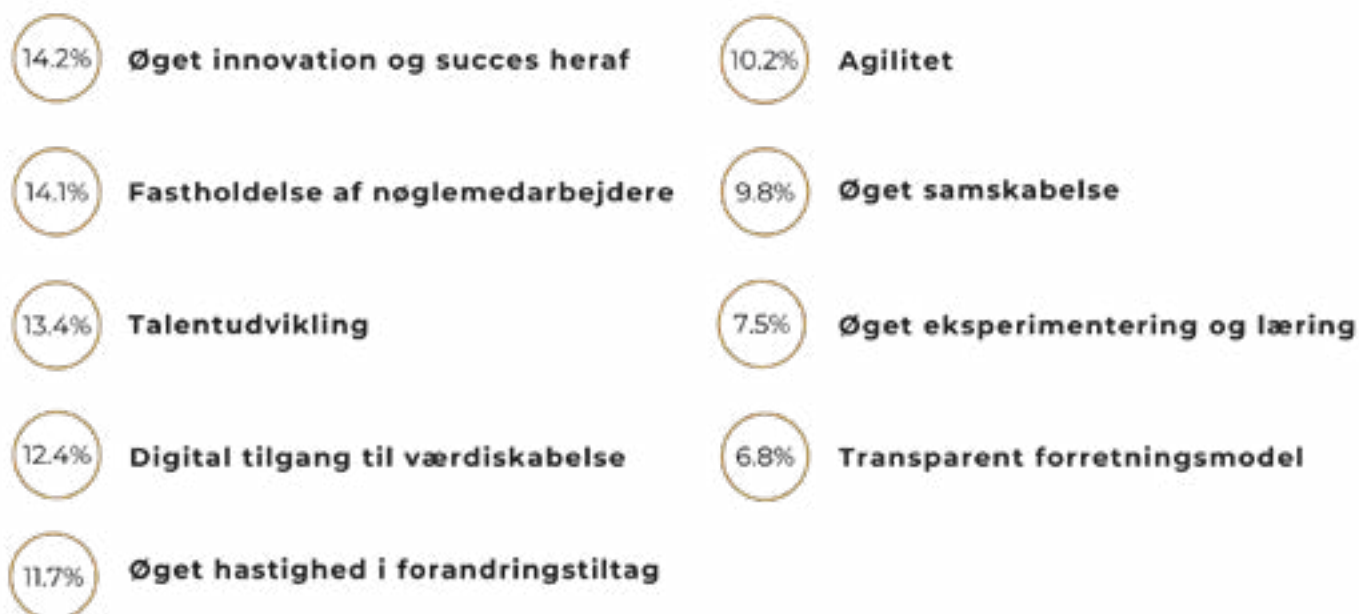 14.2% Øget innovation og succes heraf
14.1% Fastholdelse af nøglemedarbejdere
13.4% Talentudvikling
12.4% Digital tilgang til værdiskabelse
11.7% Øget hastighed i forandringstiltag
10.2% Agilitet
9.8% Øget samskabelse
7.5% Øget eksperimentering og læring
6.8% Transparent forretningsmodel